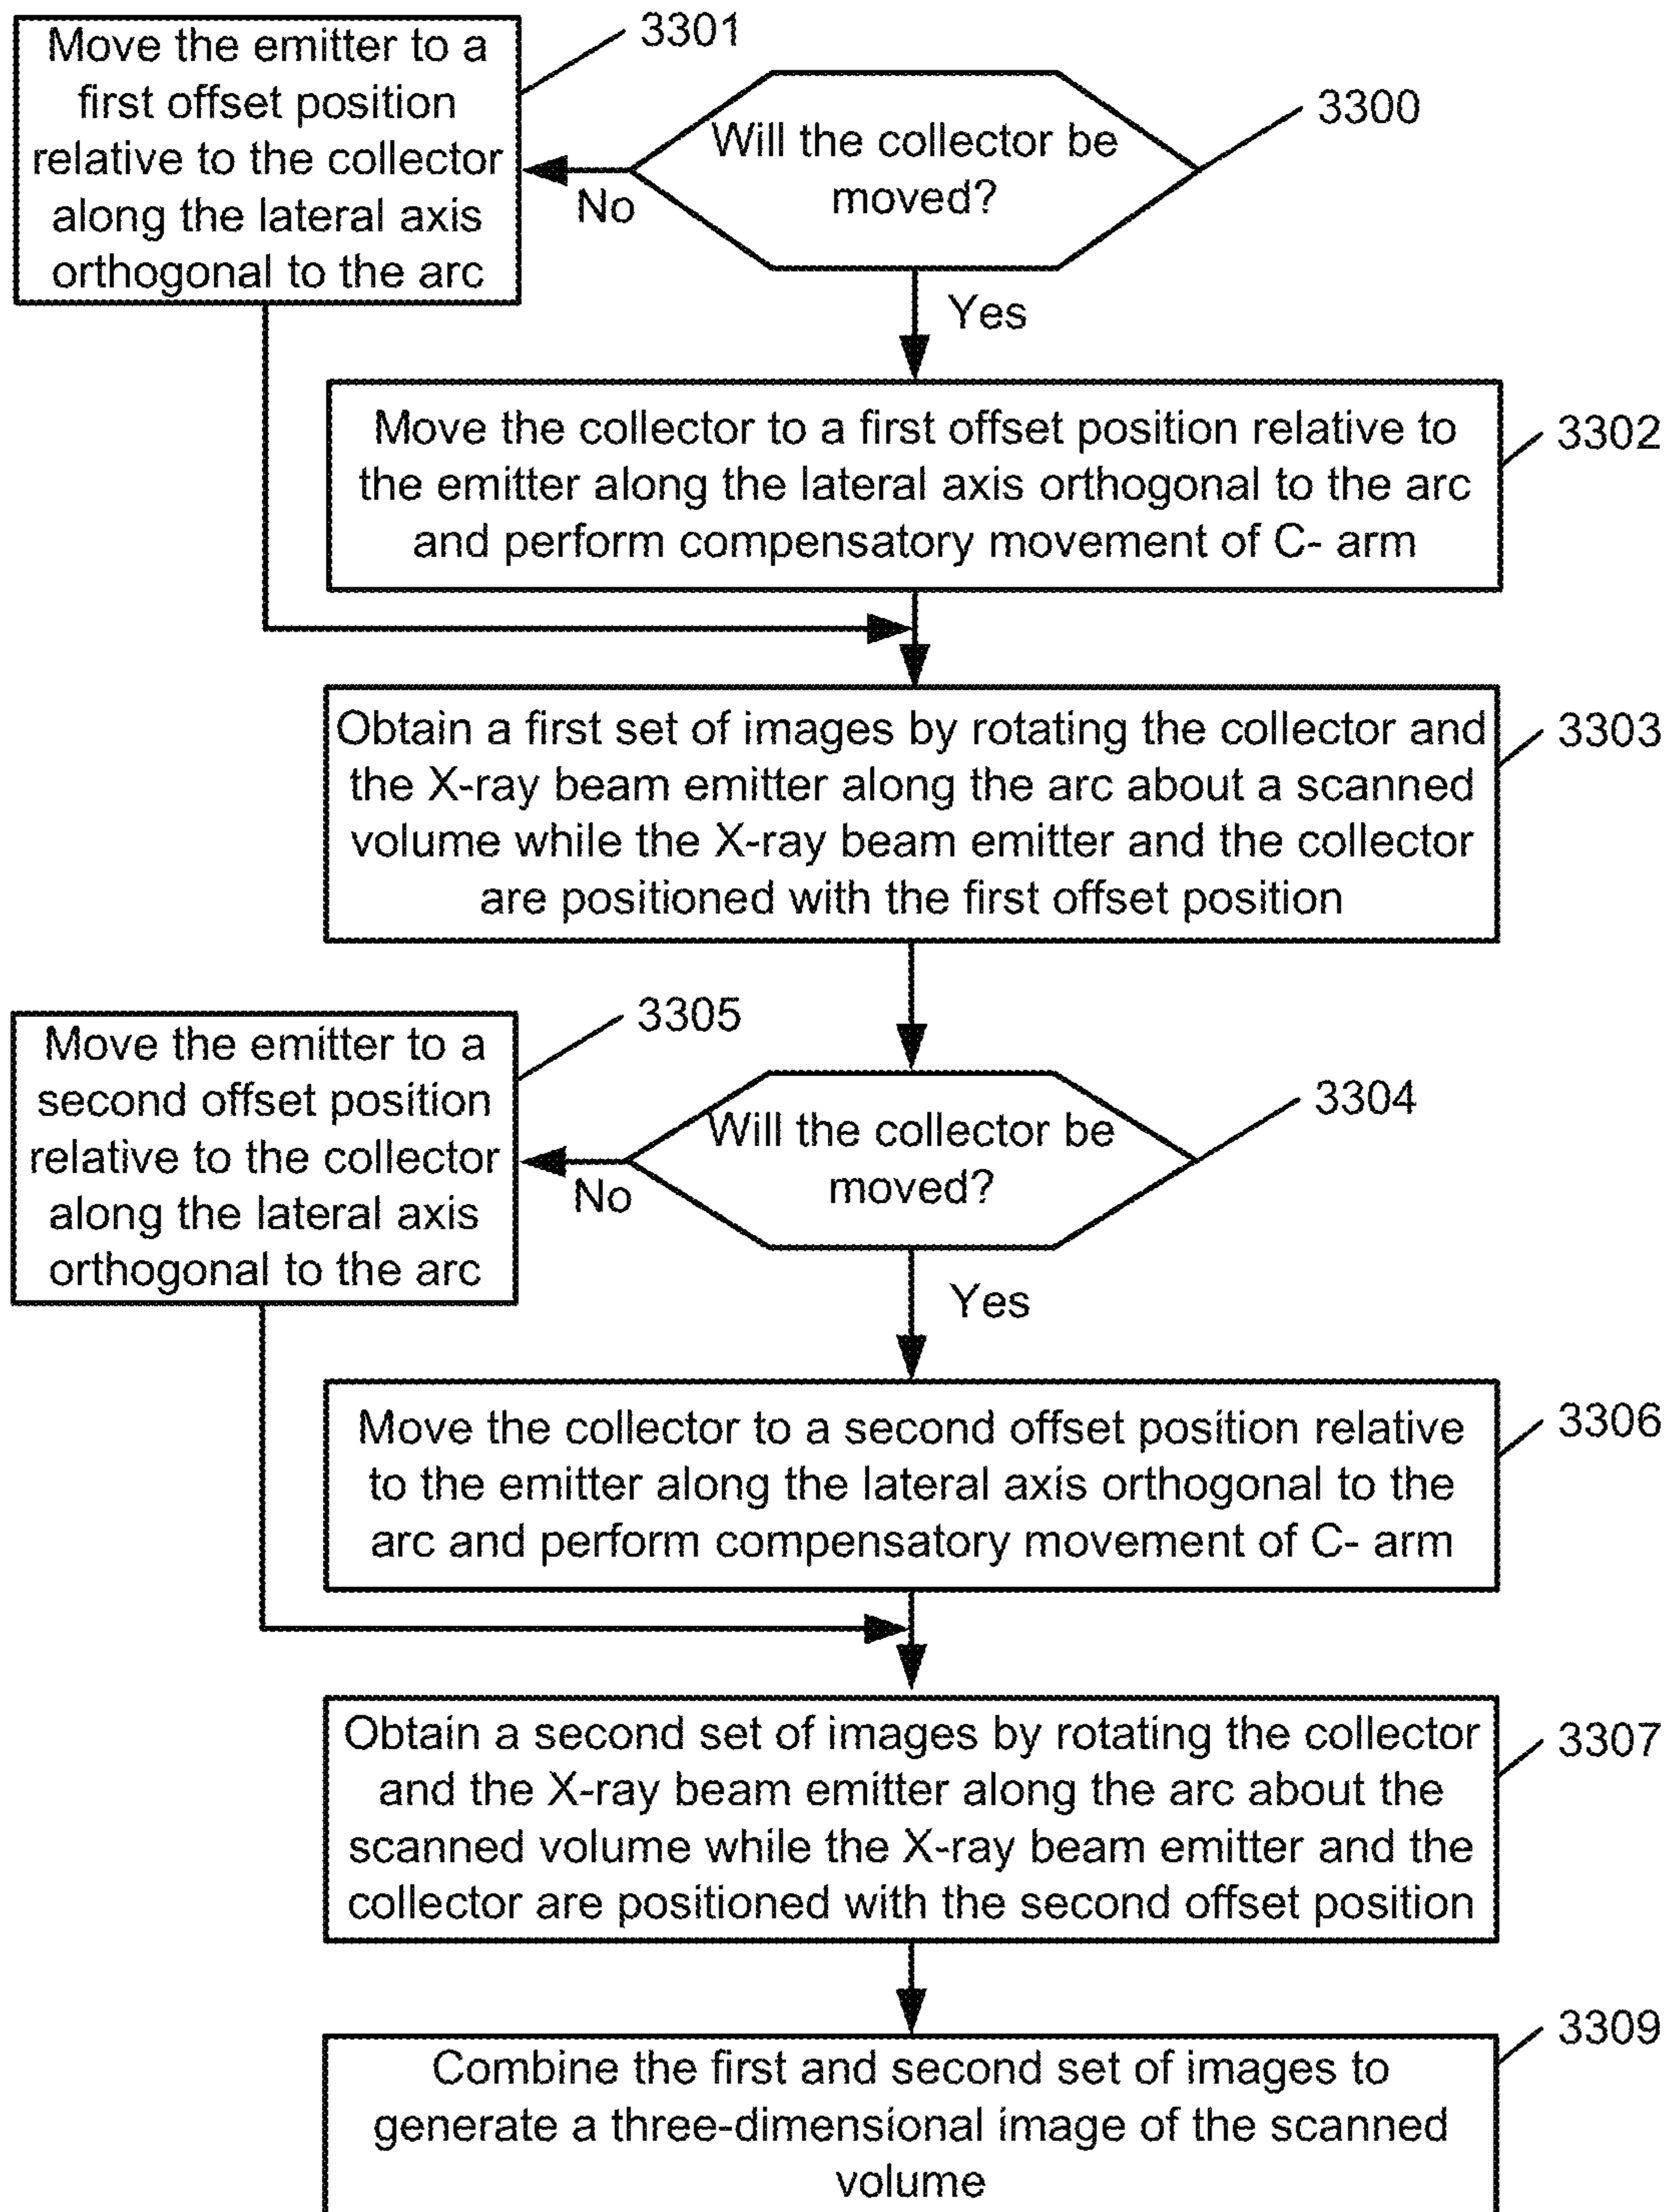 Move the emitter to a
first offset position
relative to the collector
along the lateral axis
orthogonal to the arc
3301
Will the collector be
moved?
3300
No
Yes
Move the collector to a first offset position relative to
the emitter along the lateral axis orthogonal to the arc
and perform compensatory movement of C- arm
3302
Obtain a first set of images by rotating the collector and
the X-ray beam emitter along the arc about a scanned
volume while the X-ray beam emitter and the collector
are positioned with the first offset position
3303
Move the emitter to a
second offset position
relative to the collector
along the lateral axis
orthogonal to the arc
3305
Will the collector be
moved?
3304
No
Yes
Move the collector to a second offset position relative
to the emitter along the lateral axis orthogonal to the
arc and perform compensatory movement of C- arm
3306
Obtain a second set of images by rotating the collector
and the X-ray beam emitter along the arc about the
scanned volume while the X-ray beam emitter and the
collector are positioned with the second offset position
3307
Combine the first and second set of images to
generate a three-dimensional image of the scanned
volume
3309